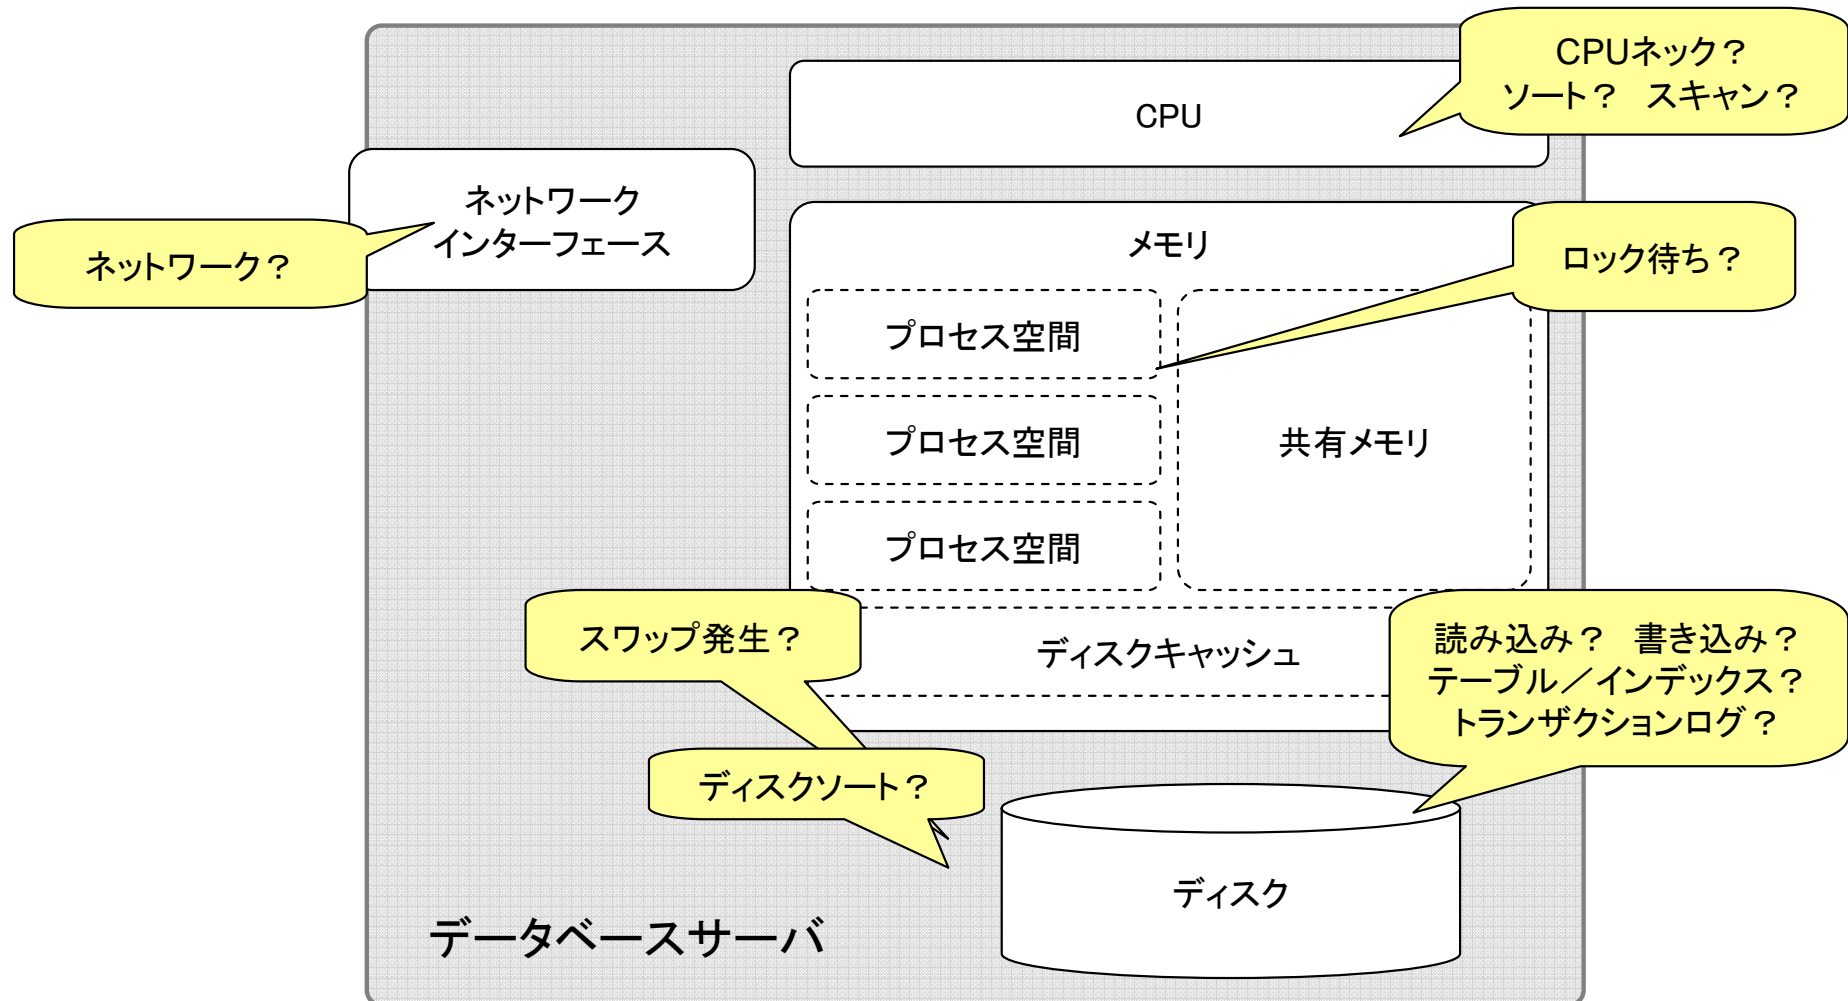 CPUネック？
ソート？　スキャン？
CPU
ネットワーク
インターフェース
ネットワーク？
メモリ
ロック待ち？
プロセス空間
プロセス空間
共有メモリ
プロセス空間
スワップ発生？
ディスクキャッシュ
読み込み？　書き込み？
テーブル／インデックス？
トランザクションログ？
ディスクソート？
ディスク
データベースサーバ